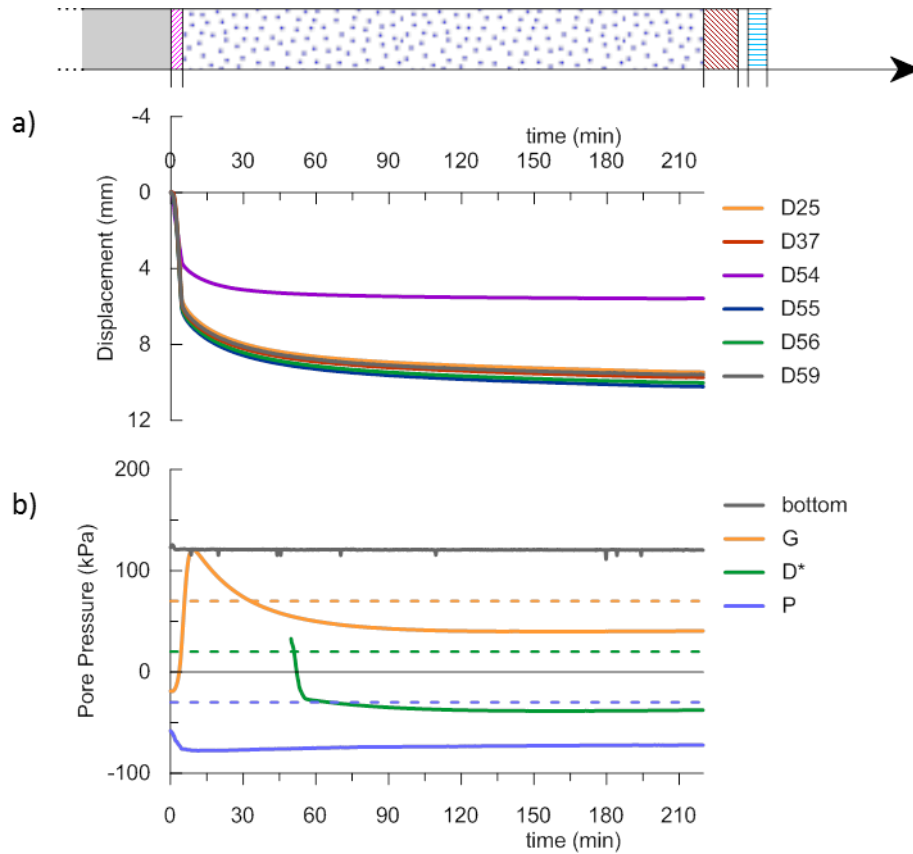 a)
-4
0
4
8
12
Displacement (mm)
time (min)
0 30 60 90 120 150 180 210
D25
D37
D54
D55
D56
D59
b)
200
100
0
-100
Pore Pressure (kPa)
bottom
G
D*
P
0 30 60 90 120 150 180 210
time (min)